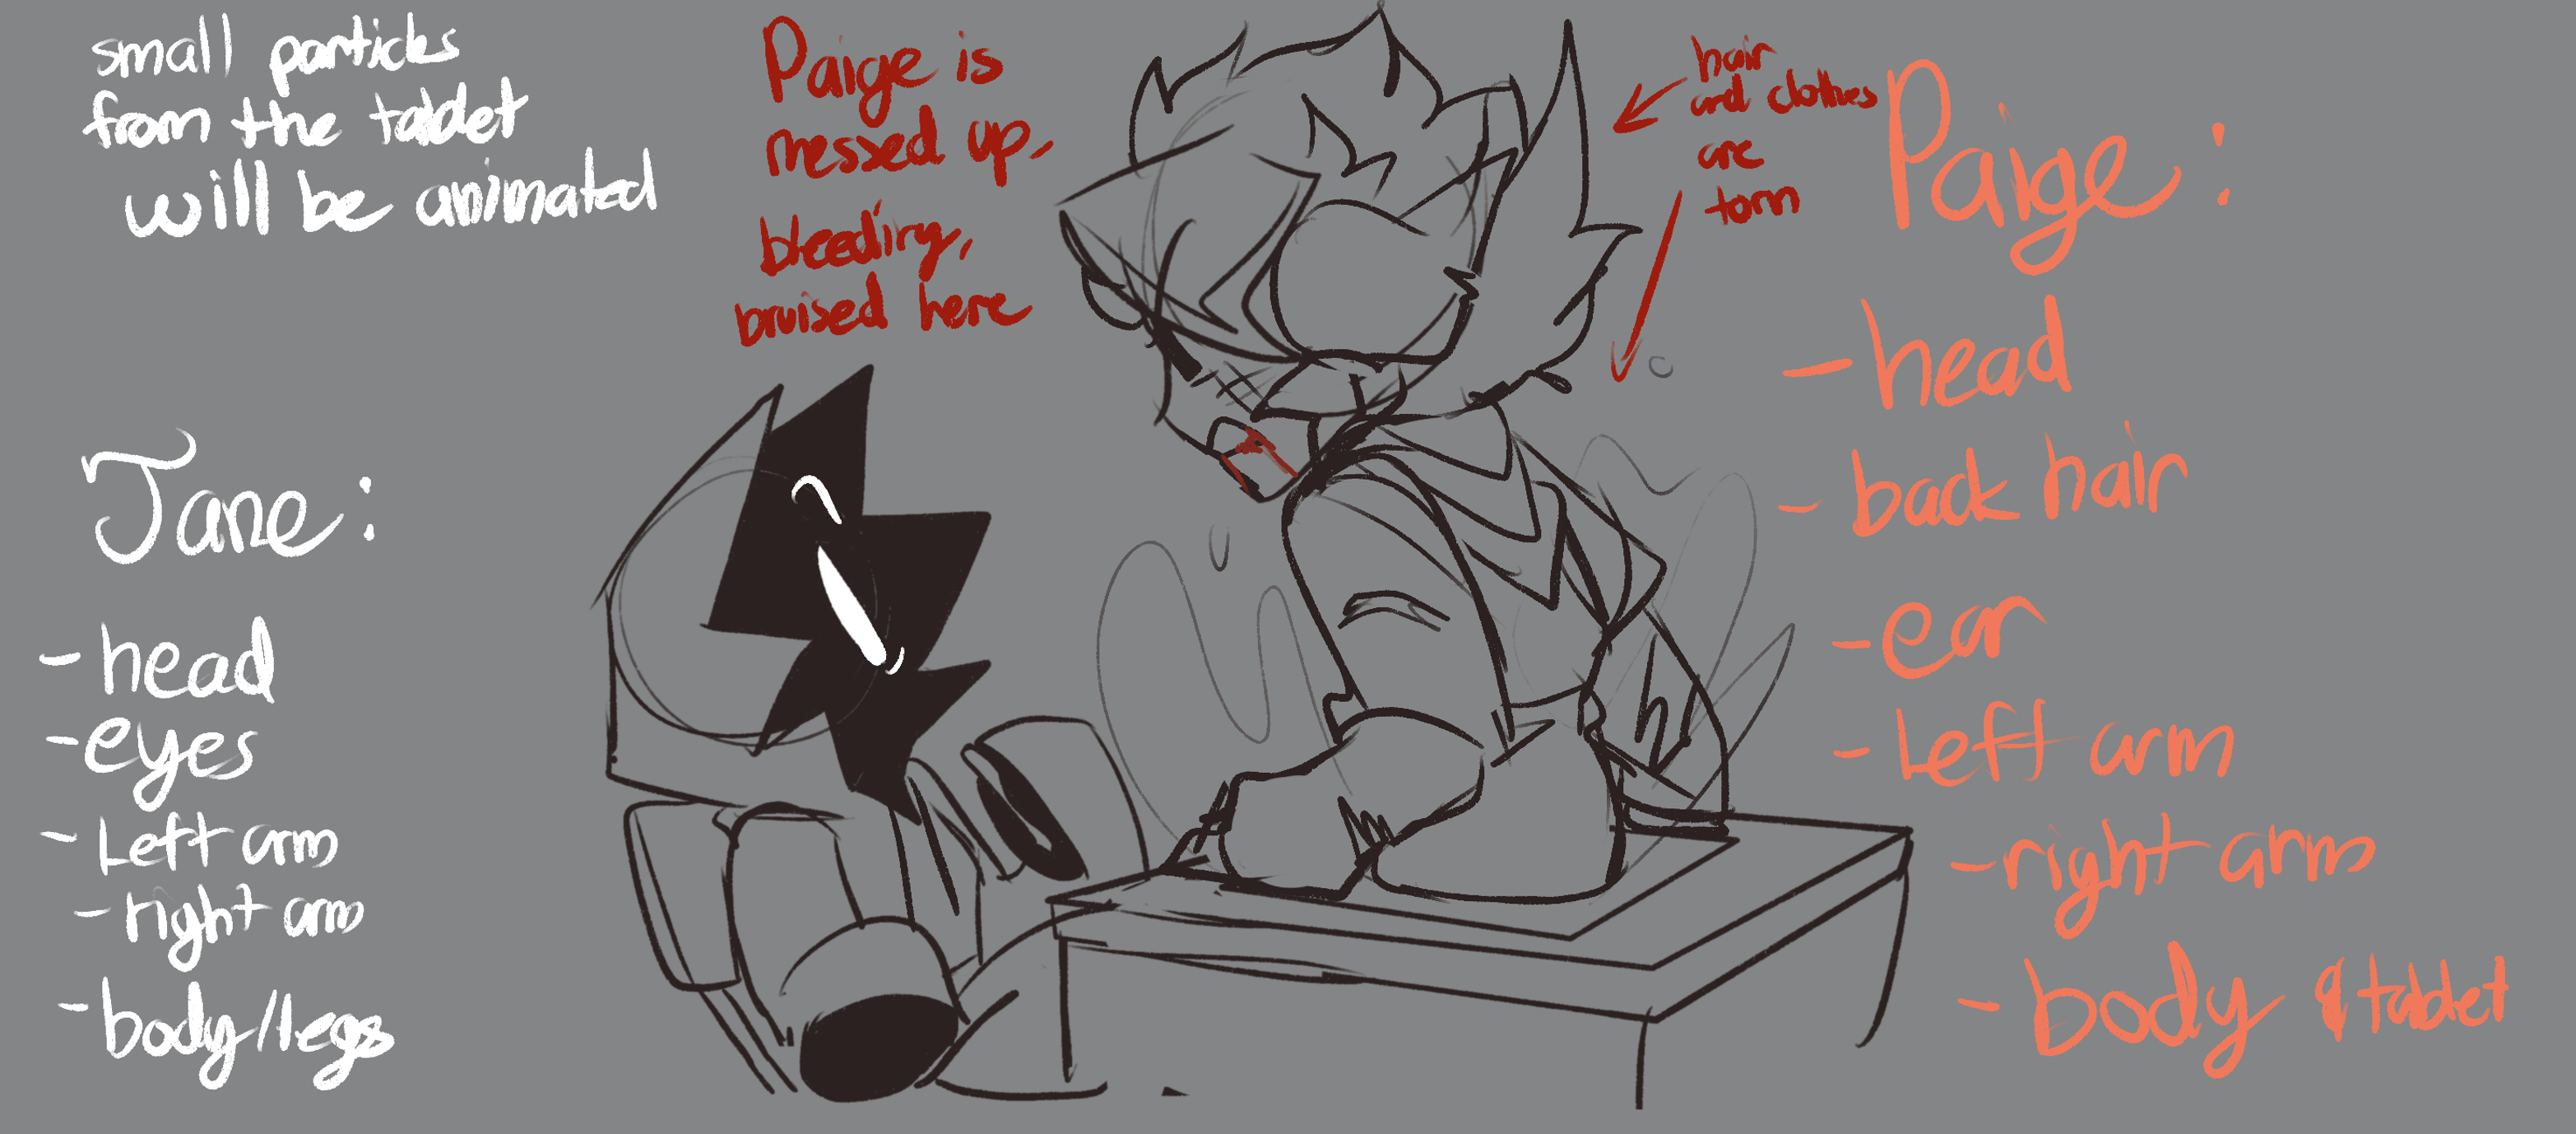 small particles
from the tablet
will be animated
Paige is
messed up,
bleeding,
bruised here
hair
and clothes
are
torn
Jane:
-head
-eyes
-Left arm
-right arm
-body/legs
Paige:
-head
-back hair
-ear
-Left arm
-right arm
-body & tablet